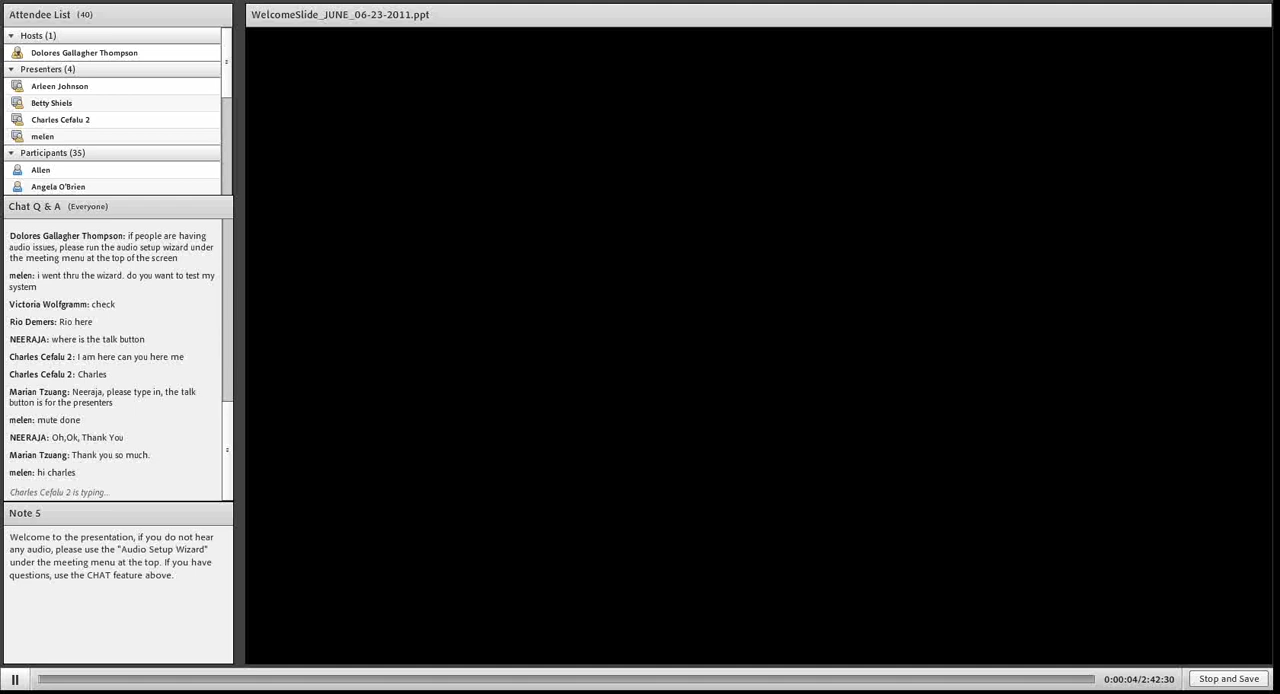 Attendee List (40)
Hosts (1)
Dolores Gallagher Thompson
Presenters (4)
Arleen Johnson
Betty Shiels
Charles Cefalu 2
melen
Participants (35)
Allen
Angela O'Brien
Chat Q & A (Everyone)
Dolores Gallagher Thompson: if people are having
audio issues, please run the audio setup wizard under
the meeting menu at the top of the screen
melen: i went thru the wizard. do you want to test my
system
Victoria Wolfgramm: check
Rio Demers: Rio here
NEERAJA: where is the talk button
Charles Cefalu 2: I am here can you here me
Charles Cefalu 2: Charles
Marian Tzuang: Neeraja, please type in, the talk
button is for the presenters
melen: mute done
NEERAJA: Oh,Ok, Thank You
Marian Tzuang: Thank you so much.
melen: hi charles
Charles Cefalu 2 is typing...
Note 5
Welcome to the presentation, if you do not hear
any audio, please use the "Audio Setup Wizard"
under the meeting menu at the top. If you have
questions, use the CHAT feature above.
WelcomeSlide_JUNE_06-23-2011.ppt
0:00:04/2:42:30
Stop and Save